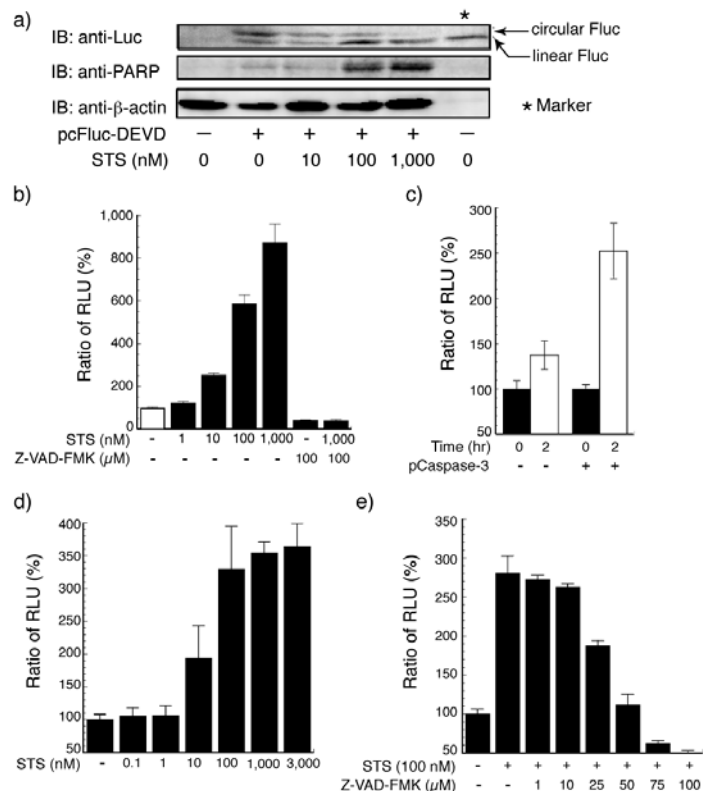 a)
*
IB: anti-Luc
circular Fluc
linear Fluc
IB: anti-PARP
IB: anti-β-actin
* Marker
pcFluc-DEVD — + + + + —
STS (nM) 0 0 10 100 1,000 0
b)
Ratio of RLU (%)
1,000
800
600
400
200
0
STS (nM) - 1 10 100 1,000 - 1,000
Z-VAD-FMK (µM) - - - - - 100 100
c)
Ratio of RLU (%)
300
250
200
150
100
50
Time (hr) 0 2 0 2
pCaspase-3 - - + +
d)
Ratio of RLU (%)
400
350
300
250
200
150
100
50
STS (nM) - 0.1 1 10 100 1,000 3,000
e)
Ratio of RLU (%)
350
300
250
200
150
100
50
STS (100 nM) - + + + + + + +
Z-VAD-FMK (µM) - - 1 10 25 50 75 100